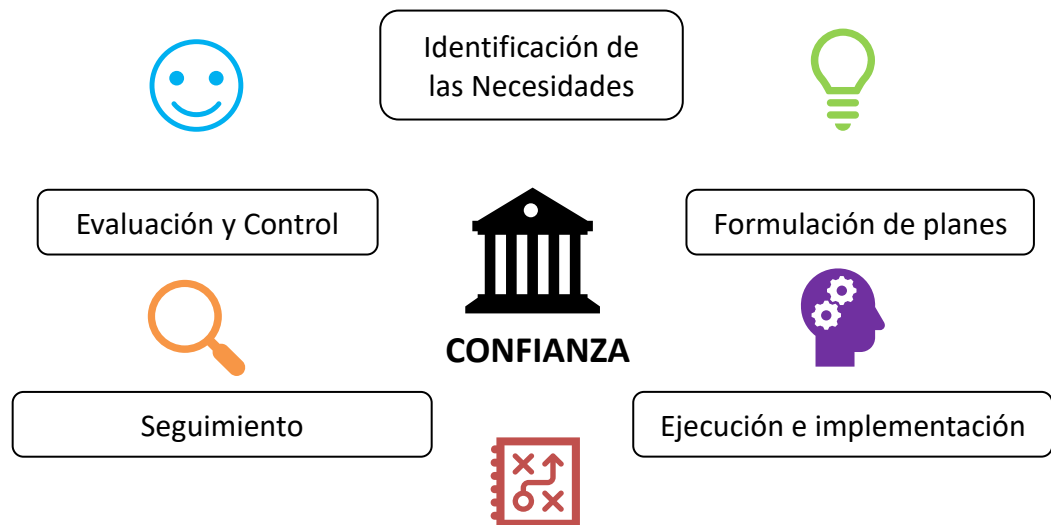 Identificación de
las Necesidades
Evaluación y Control
Formulación de planes
CONFIANZA
Seguimiento
Ejecución e implementación